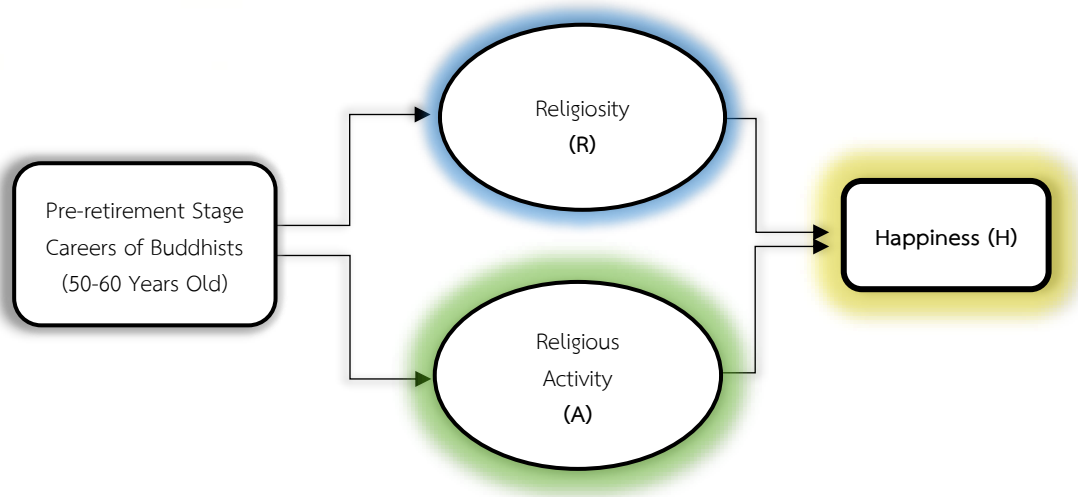 Pre-retirement Stage
Careers of Buddhists
(50-60 Years Old)
Religiosity
(R)
Religious
Activity
(A)
Happiness (H)